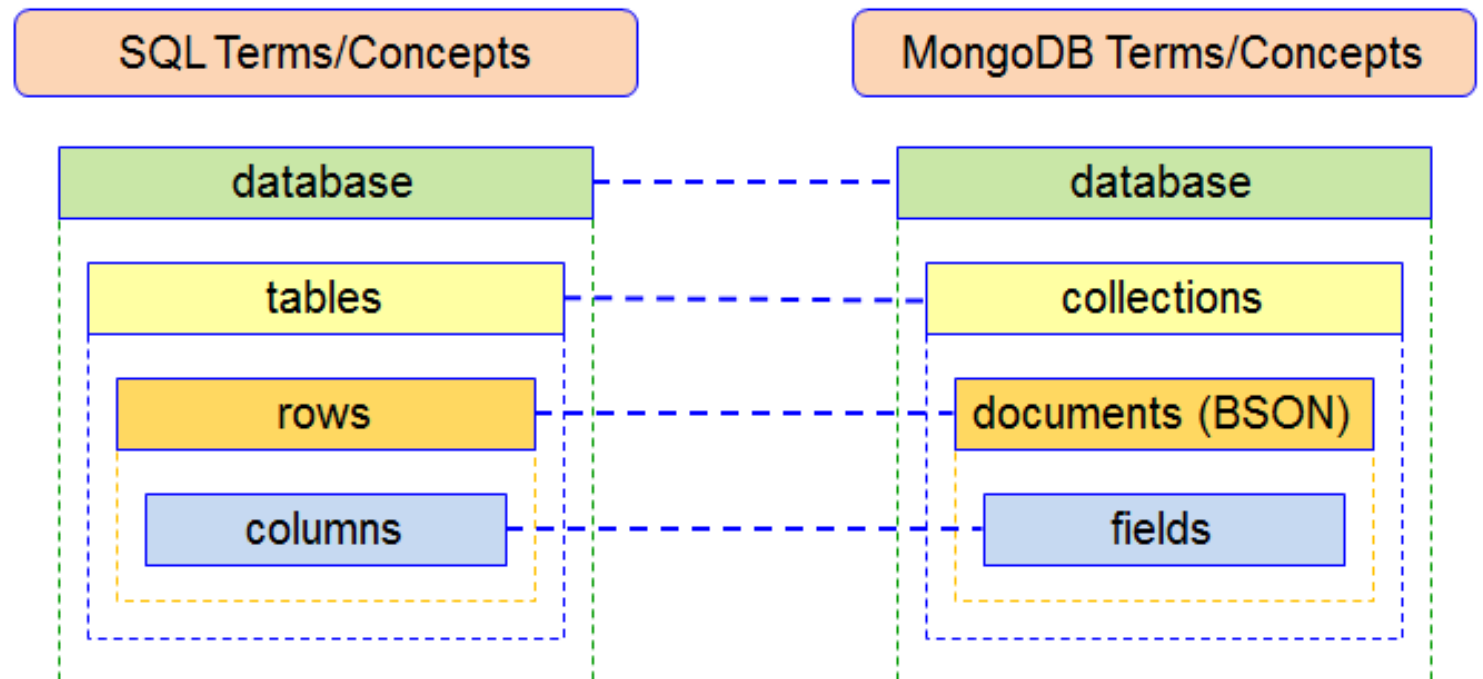 SQL Terms/Concepts
MongoDB Terms/Concepts
database
database
tables
collections
rows
documents (BSON)
columns
fields